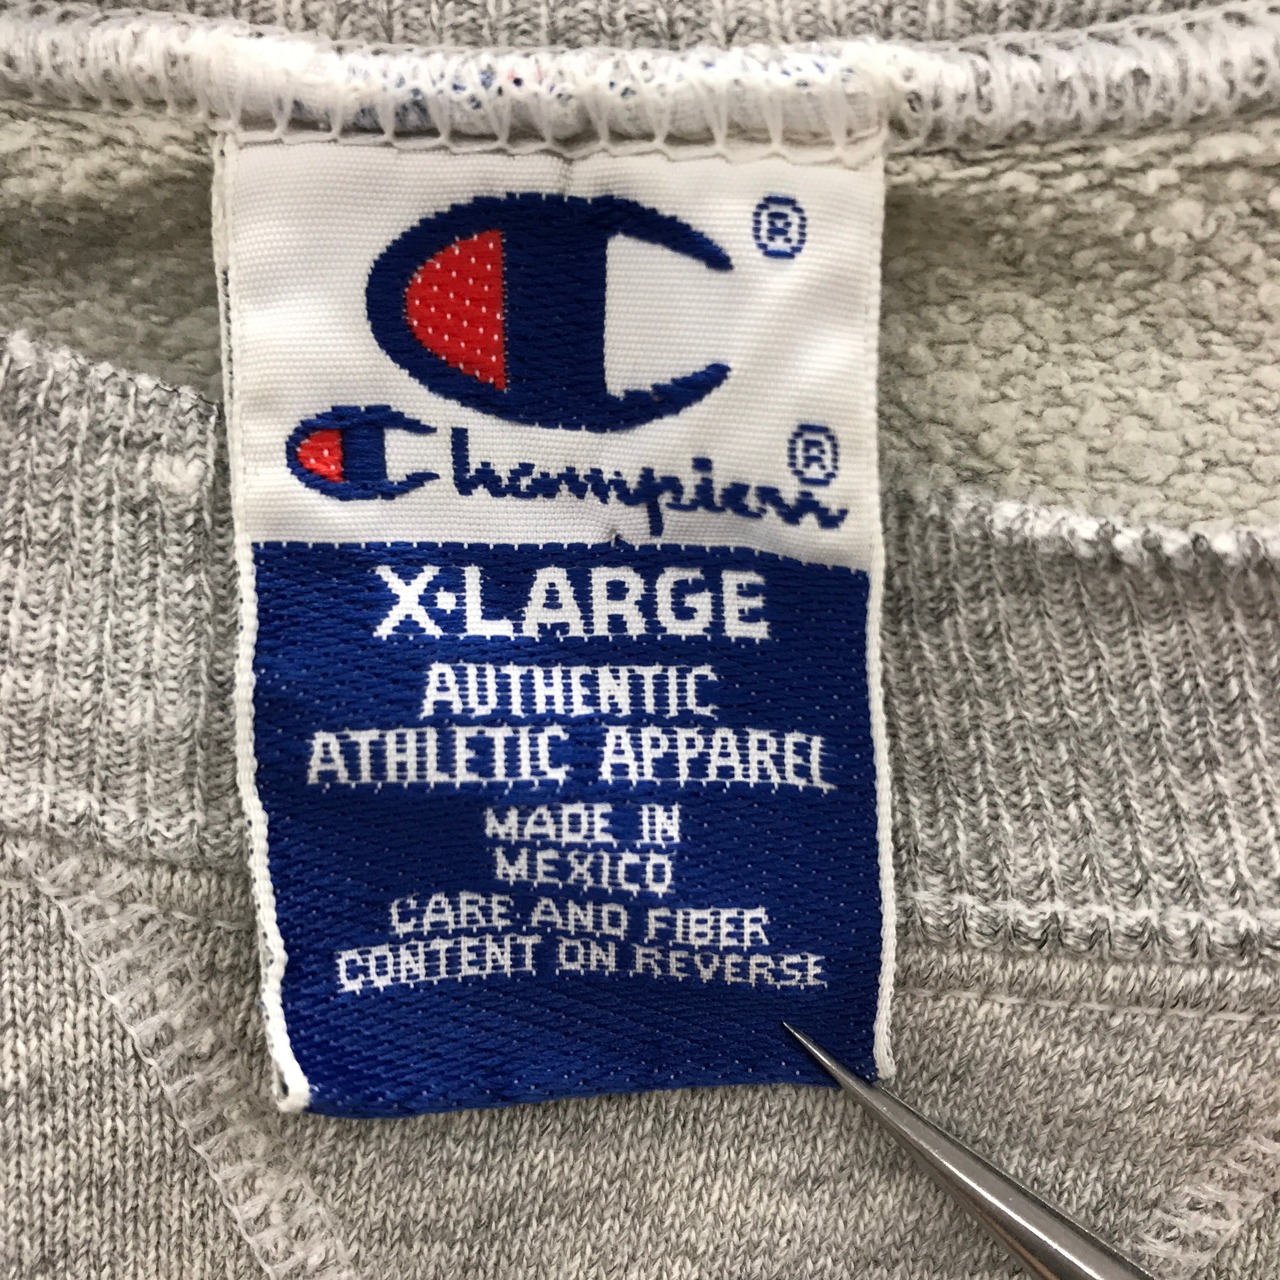 ®
Champion®
X·LARGE
AUTHENTIC
ATHLETIC APPAREL
MADE IN
MEXICO
CARE AND FIBER
CONTENT ON REVERSE